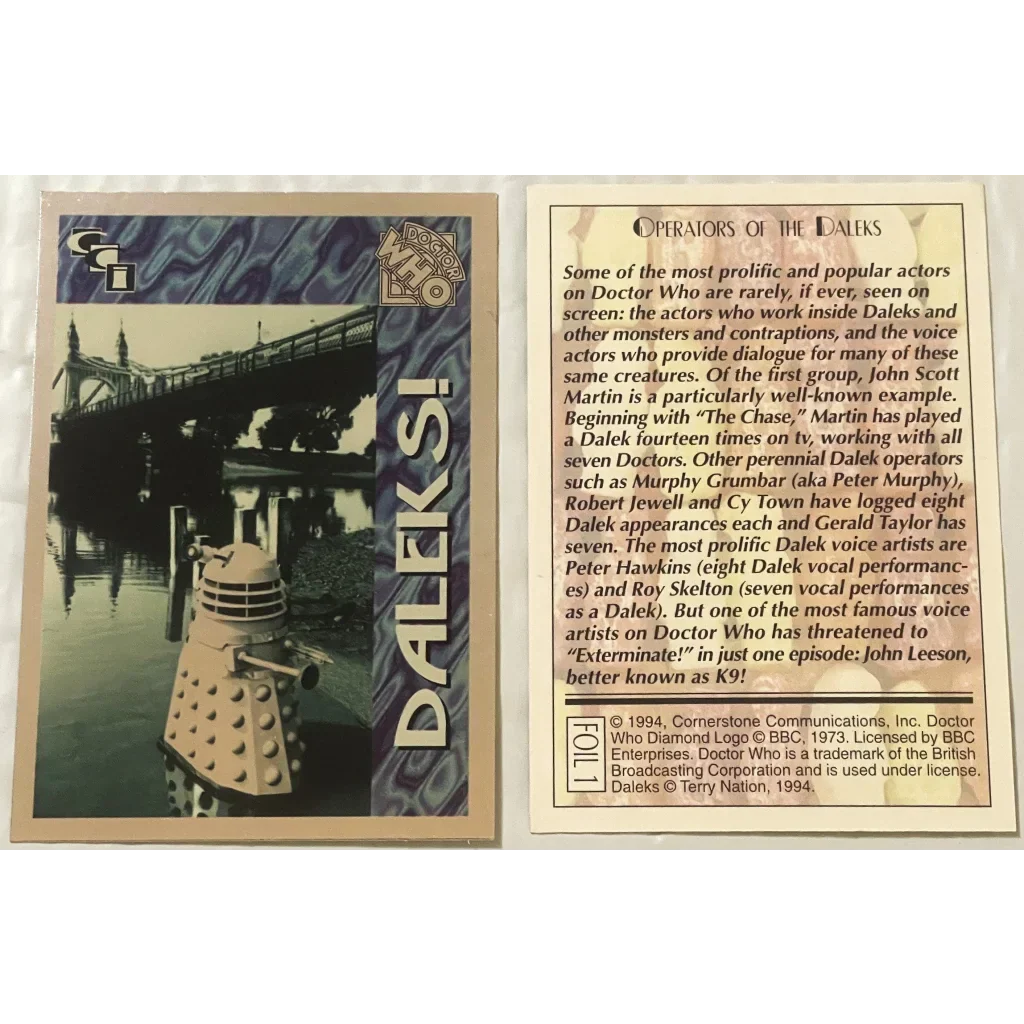 CCi
DOCTOR
WHO
DALEKS!
OPERATORS OF THE DALEKS
Some of the most prolific and popular actors
on Doctor Who are rarely, if ever, seen on
screen: the actors who work inside Daleks and
other monsters and contraptions, and the voice
actors who provide dialogue for many of these
same creatures. Of the first group, John Scott
Martin is a particularly well-known example.
Beginning with “The Chase,” Martin has played
a Dalek fourteen times on tv, working with all
seven Doctors. Other perennial Dalek operators
such as Murphy Grumbar (aka Peter Murphy),
Robert Jewell and Cy Town have logged eight
Dalek appearances each and Gerald Taylor has
seven. The most prolific Dalek voice artists are
Peter Hawkins (eight Dalek vocal performanc-
es) and Roy Skelton (seven vocal performances
as a Dalek). But one of the most famous voice
artists on Doctor Who has threatened to
“Exterminate!” in just one episode: John Leeson,
better known as K9!
FOIL 1
© 1994, Cornerstone Communications, Inc. Doctor
Who Diamond Logo © BBC, 1973. Licensed by BBC
Enterprises. Doctor Who is a trademark of the British
Broadcasting Corporation and is used under license.
Daleks © Terry Nation, 1994.